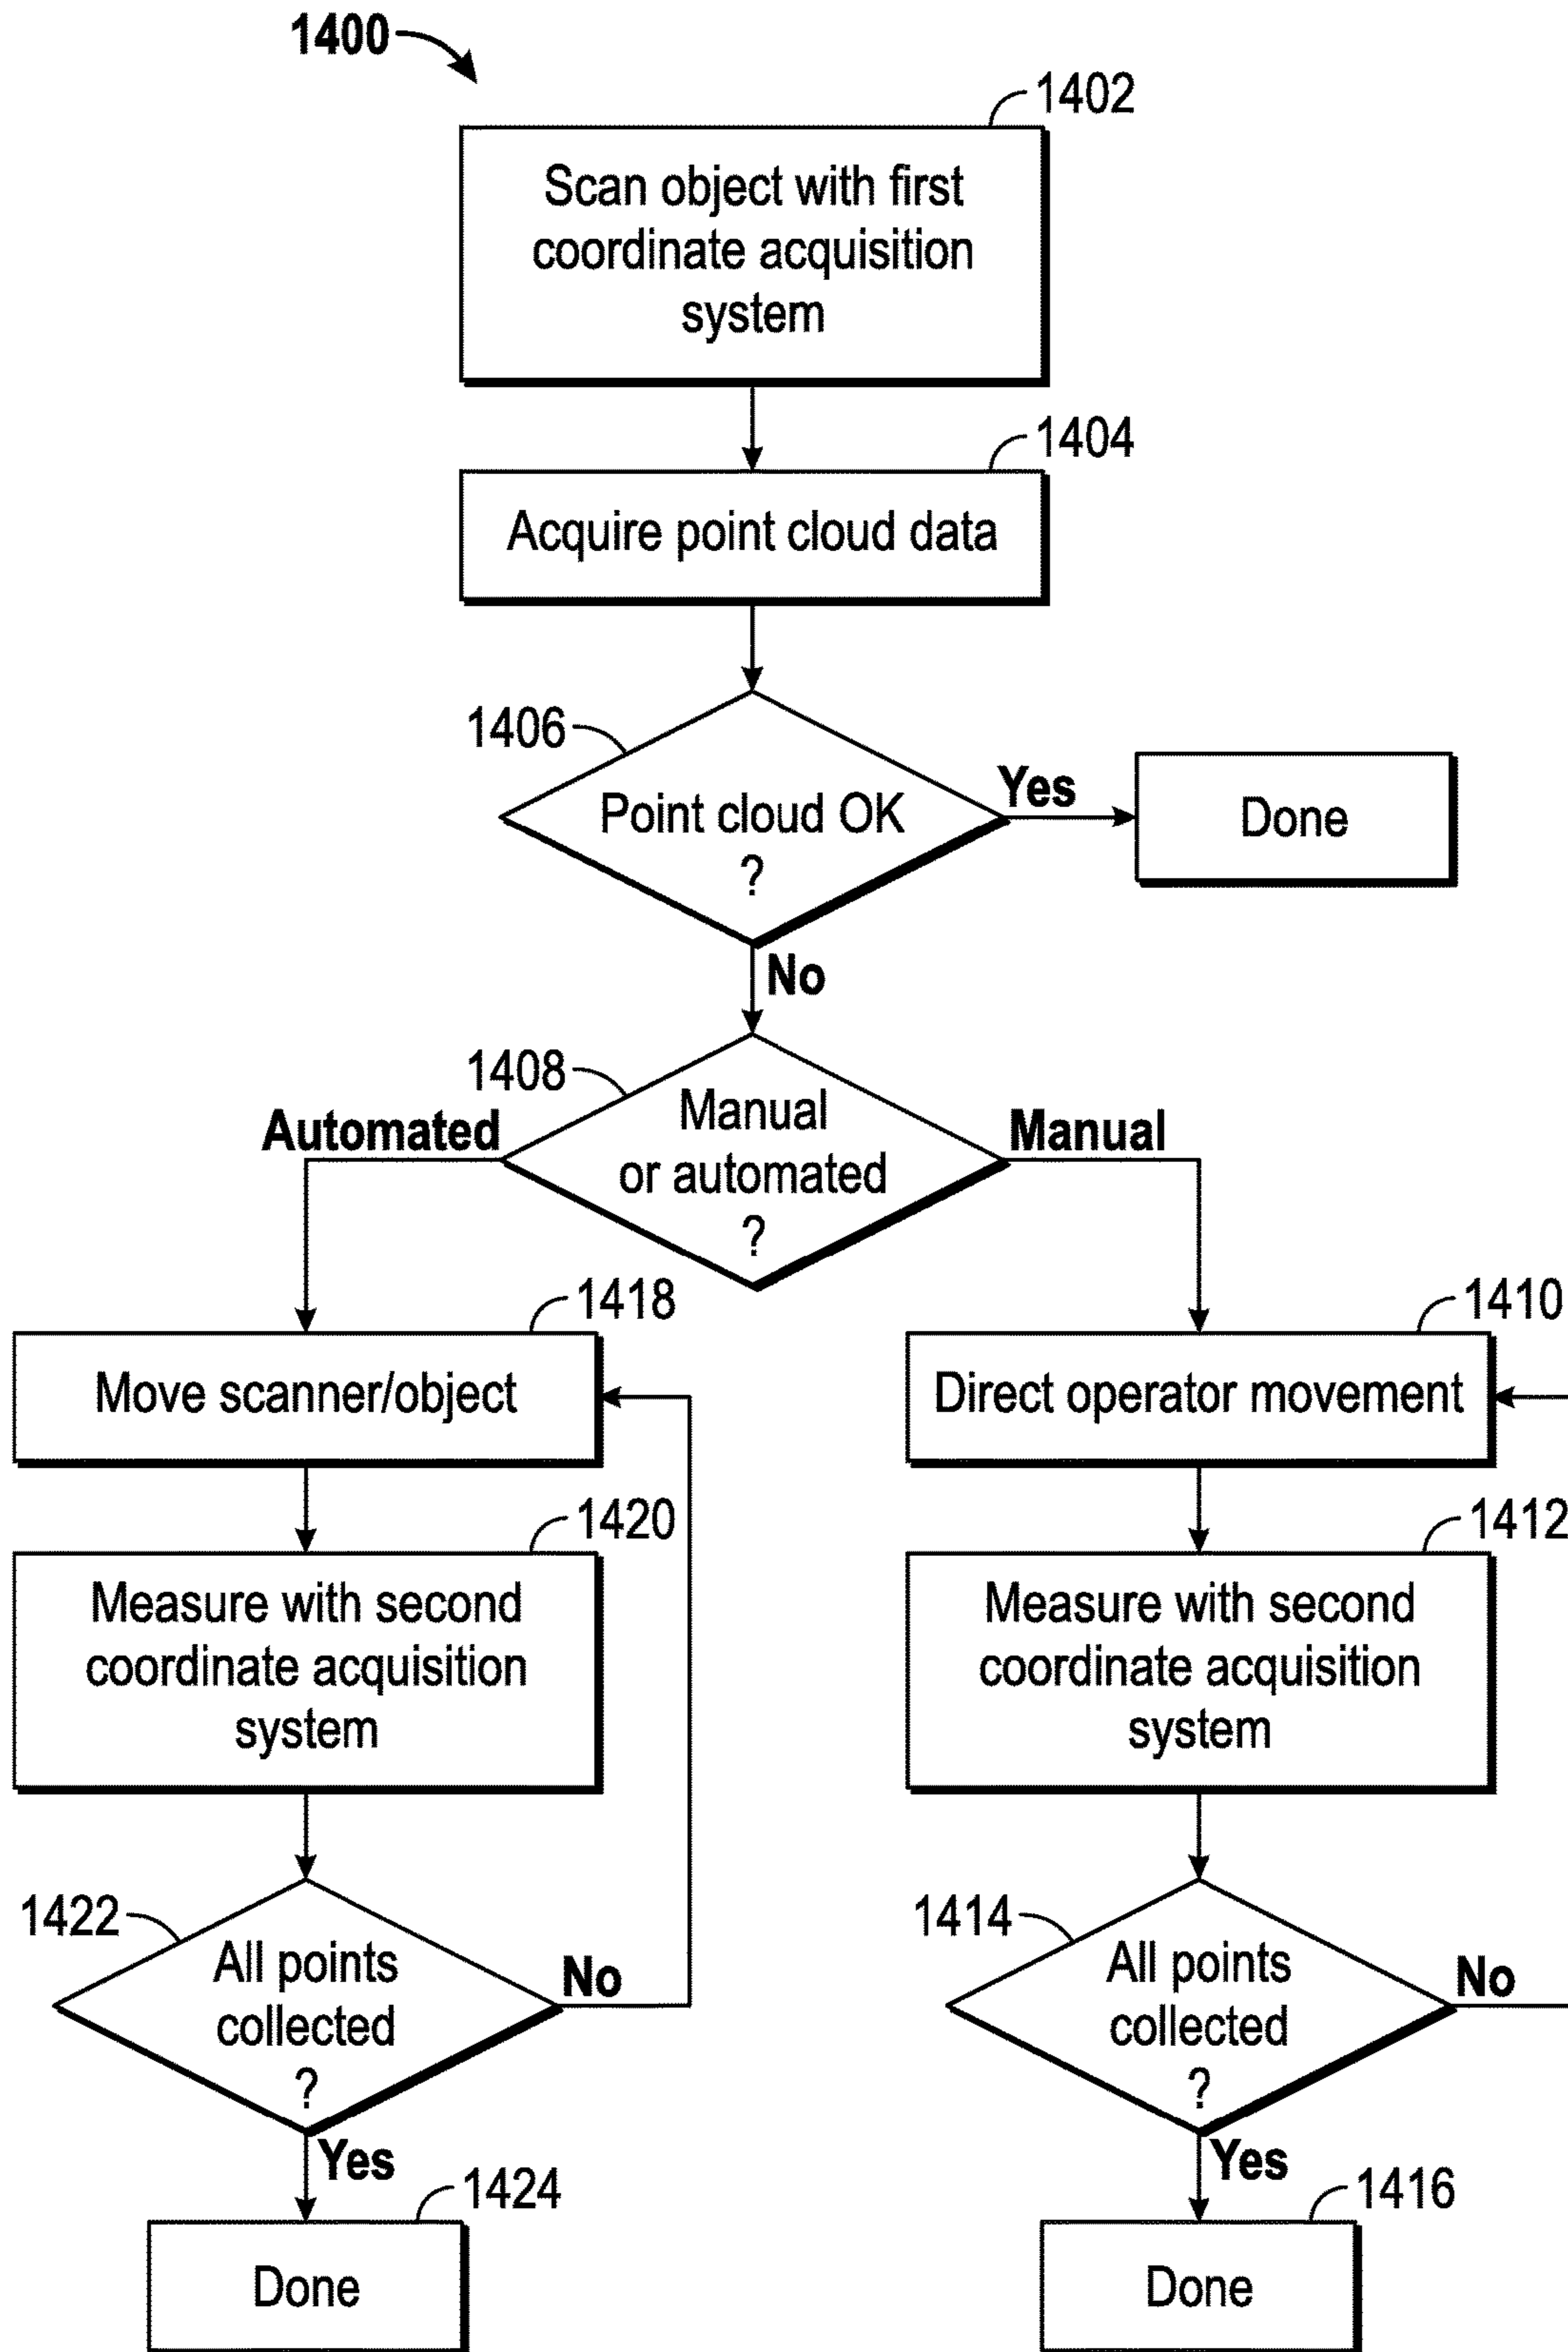 1400
1402
Scan object with first
coordinate acquisition
system
1404
Acquire point cloud data
1406
Point cloud OK
?
Yes
Done
No
1408
Manual
or automated
?
Automated
Manual
1418
Move scanner/object
1410
Direct operator movement
1420
Measure with second
coordinate acquisition
system
1412
Measure with second
coordinate acquisition
system
1422
All points
collected
?
No
1414
All points
collected
?
No
Yes
1424
Done
Yes
1416
Done